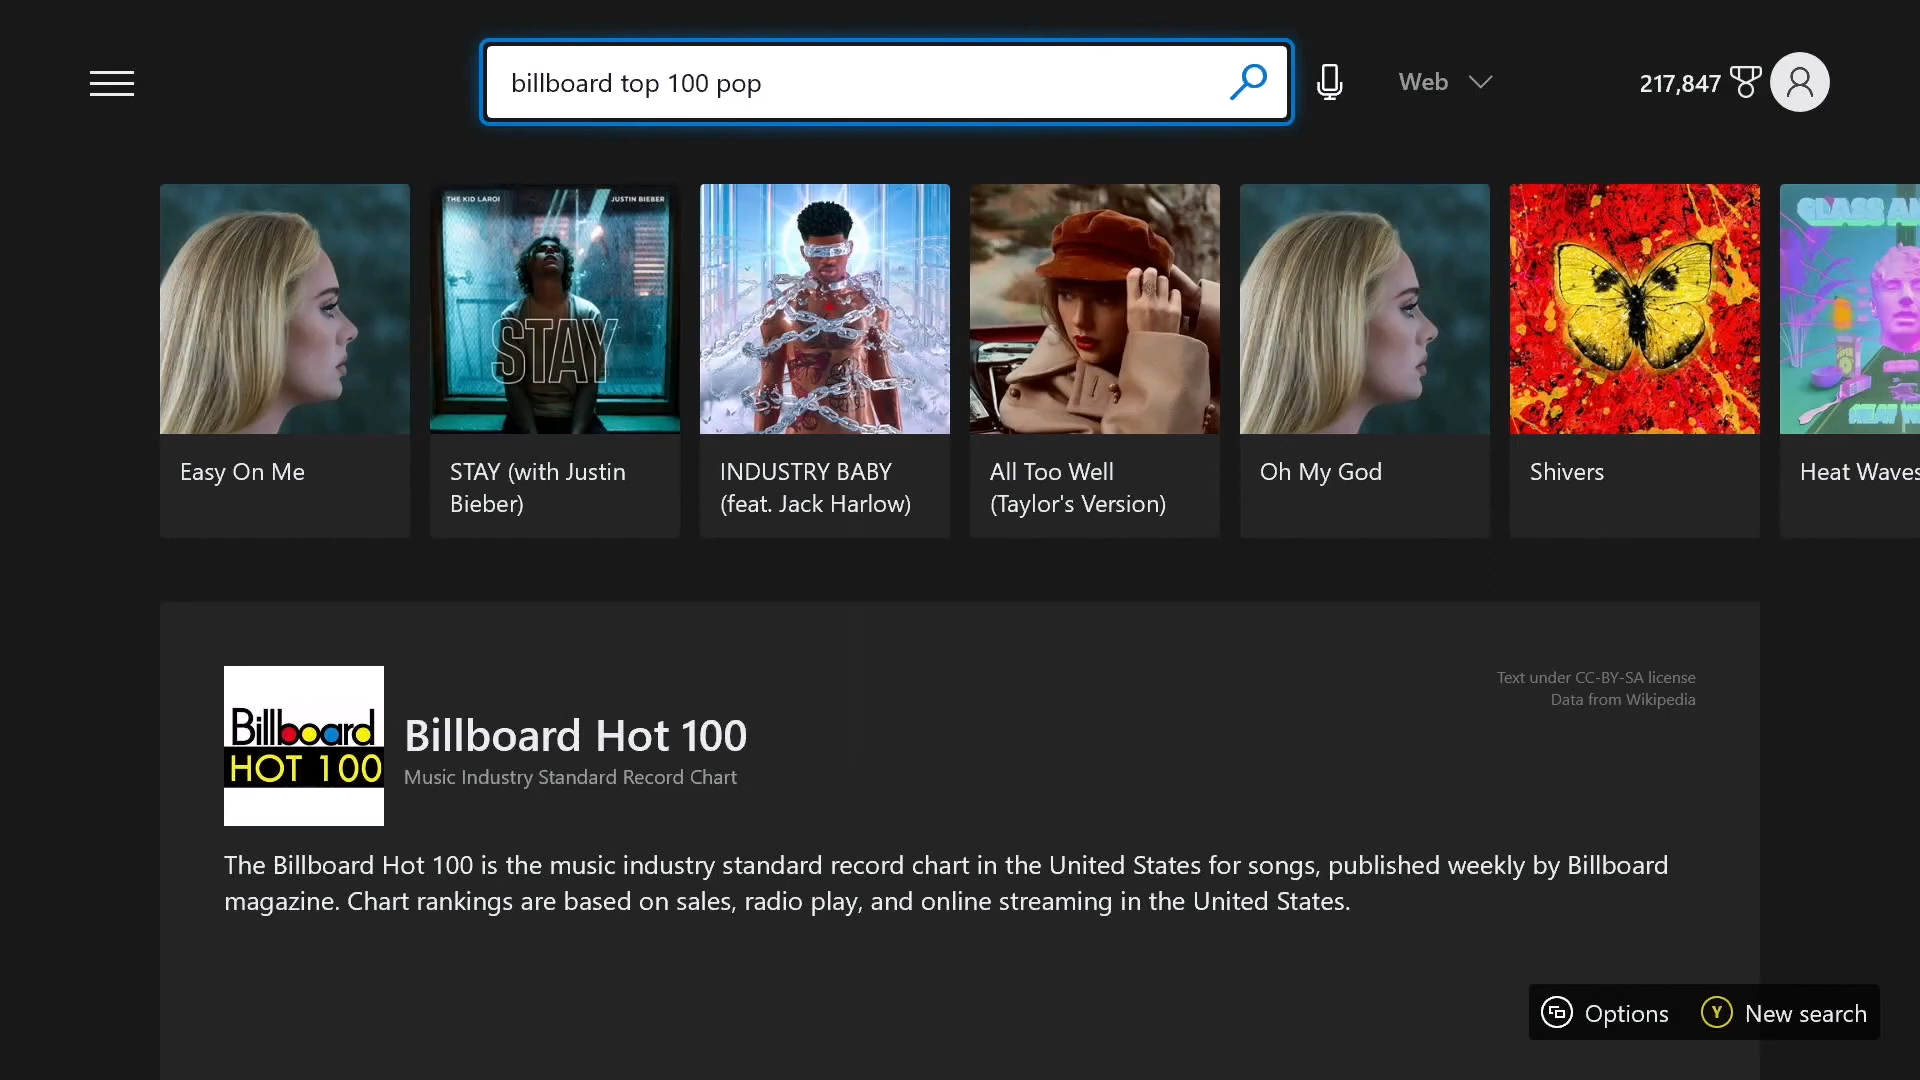 billboard top 100 pop
Web
217,847
THE KID LAROI
JUSTIN BIEBER
STAY
GLASS AN
HEAT W
Easy On Me
STAY (with Justin
Bieber)
INDUSTRY BABY
(feat. Jack Harlow)
All Too Well
(Taylor's Version)
Oh My God
Shivers
Heat Waves
Text under CC-BY-SA license
Data from Wikipedia
Billboard
HOT 100
Billboard Hot 100
Music Industry Standard Record Chart
The Billboard Hot 100 is the music industry standard record chart in the United States for songs, published weekly by Billboard
magazine. Chart rankings are based on sales, radio play, and online streaming in the United States.
Options
Y
New search